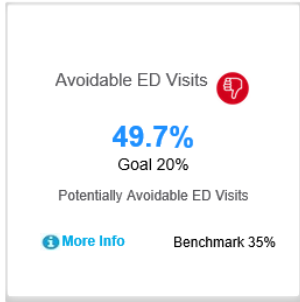 Avoidable ED Visits
49.7%
Goal 20%
Potentially Avoidable ED Visits
More Info Benchmark 35%